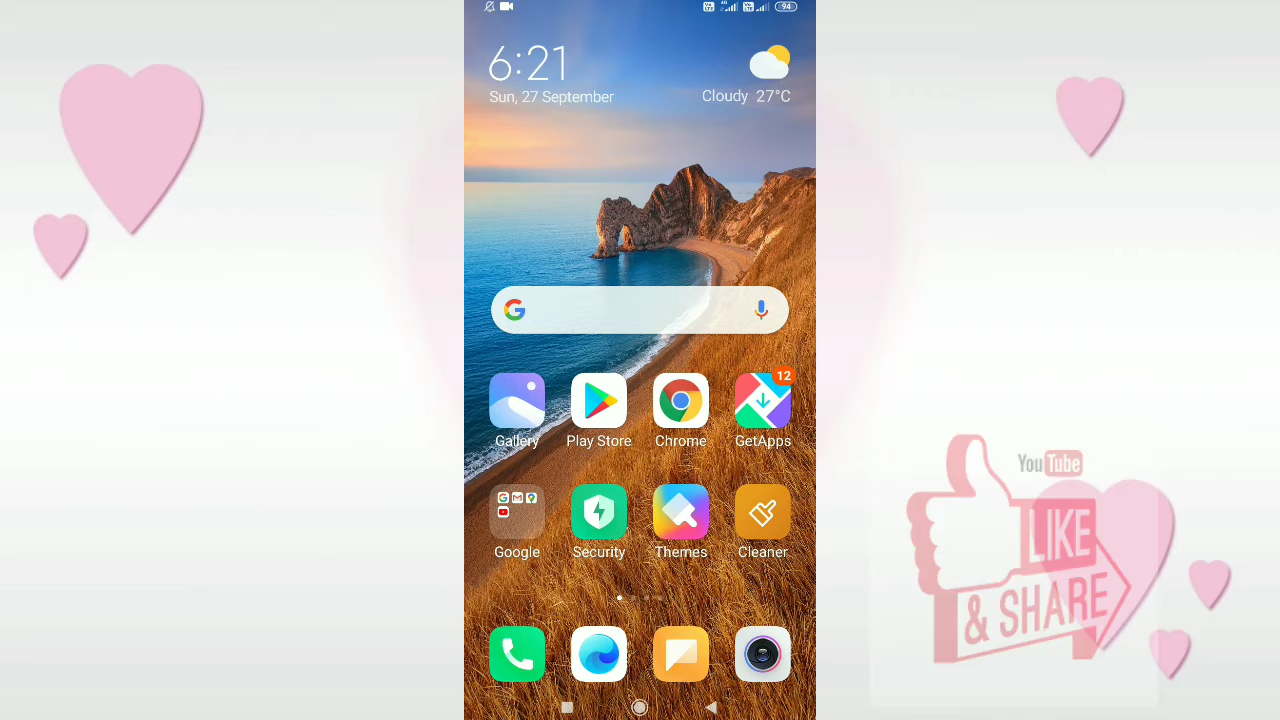 94
6:21
Sun, 27 September
Cloudy 27°C
12
Gallery
Play Store
Chrome
GetApps
Google
Security
Themes
Cleaner
YouTube
LIKE
& SHARE